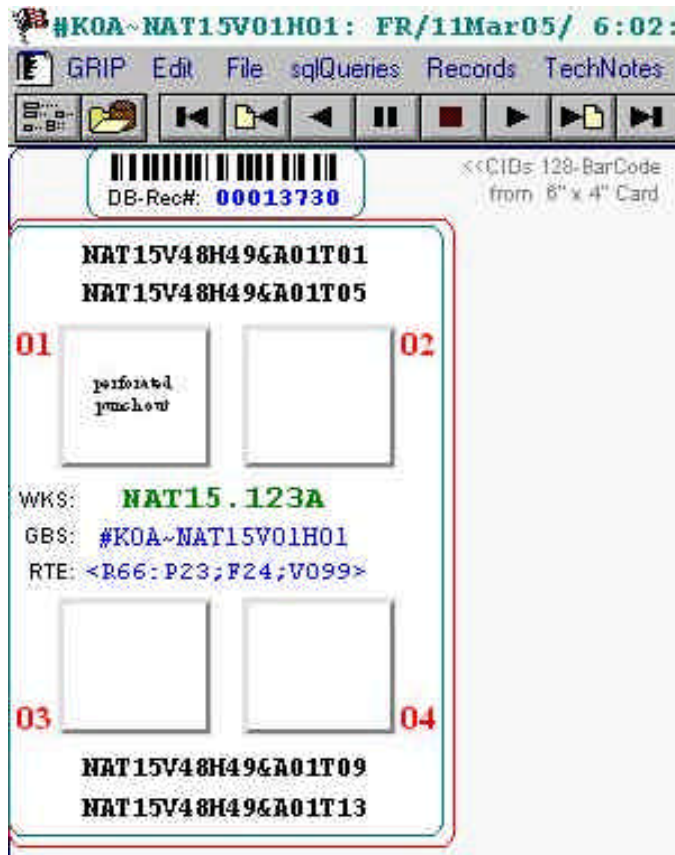 #K0A~NAT15V01H01: FR/11Mar05/ 6:02:
GRIP Edit File sqlQueries Records TechNotes
<<CIDs 128-BarCode
from 6" x 4" Card
DB-Rec#: 00013730
NAT15V48H49&A01T01
NAT15V48H49&A01T05
01 02
perforated
punchout
WKS: NAT15.123A
GBS: #K0A~NAT15V01H01
RTE: <R66:P23;F24;V099>
03 04
NAT15V48H49&A01T09
NAT15V48H49&A01T13